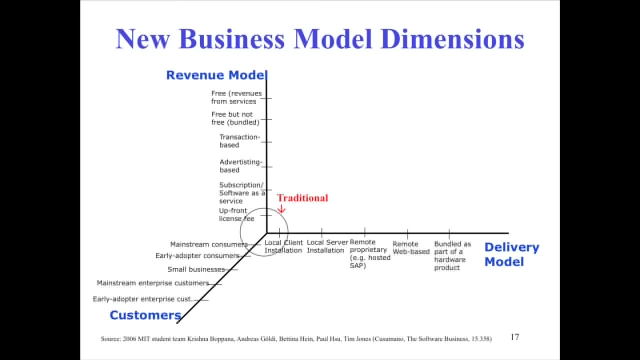 New Business Model Dimensions
Revenue Model
Free (revenues
from services
Free but not
free (bundled)
Transaction-
based
Advertisting-
based
Subscription/
Software as a
service
Up-front
license fee
Traditional
Mainstream consumers
Early-adopter consumers
Small businesses
Mainstream enterprise customers
Early-adopter enterprise cust.
Customers
Local Client
Installation
Local Server
Installation
Remote
proprietary
(e.g. hosted
SAP)
Remote
Web-based
Bundled as
part of a
hardware
product
Delivery
Model
Source: 2006 MIT student team Krishna Boppana, Andreas Göldi, Bettina Hein, Paul Hsu, Tim Jones (Cusumano, The Software Business, 15.358)
17